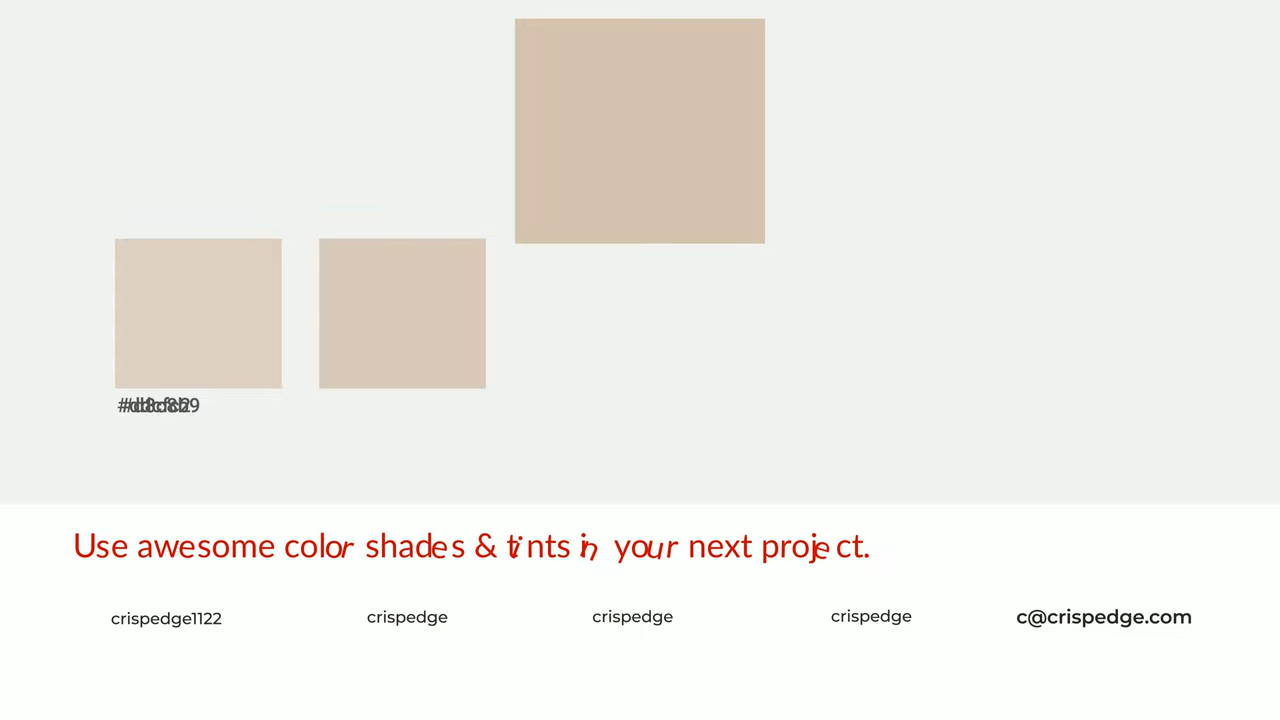 Use awesome color shades & tints in your next project.
crispedge1122 crispedge crispedge crispedge c@crispedge.com